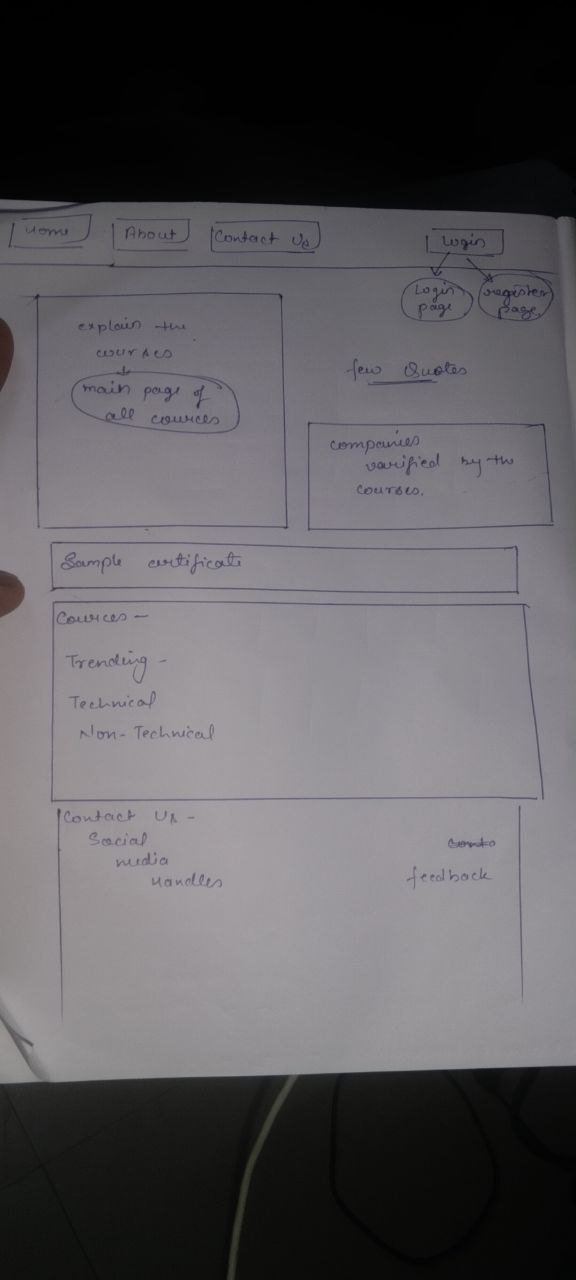 Home
About
Contact Us
Login
Login
page
register
page
explain the
courses
main page of
all cources
few Quotes
companies
varified by the
courses.
Sample certificate
Cources -
Trending -
Technical
Non-Technical
Contact Us -
Social
media
Handles
feedback